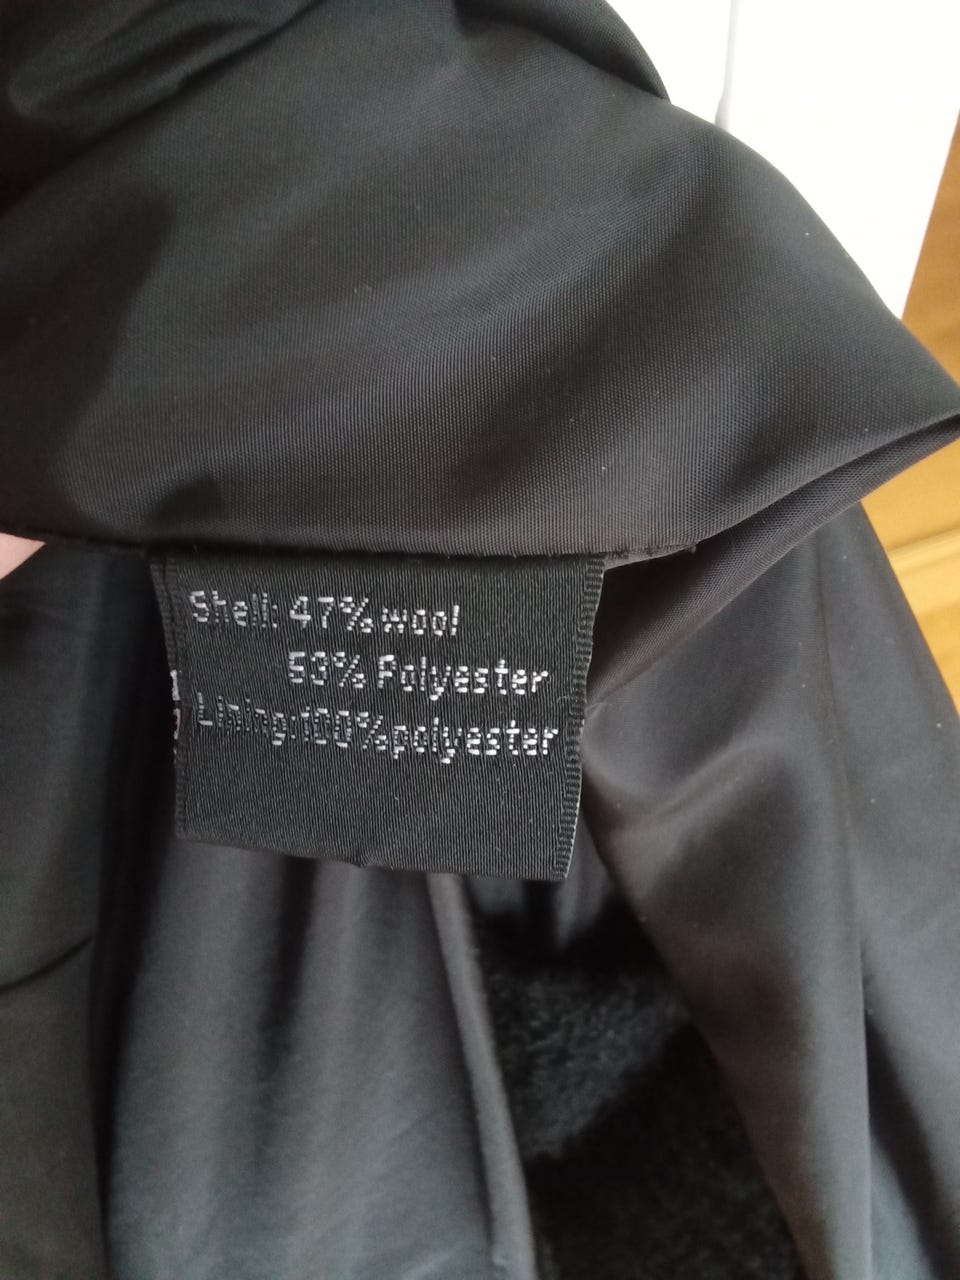 Shell: 47% wool
53% Polyester
Lining:100%polyester